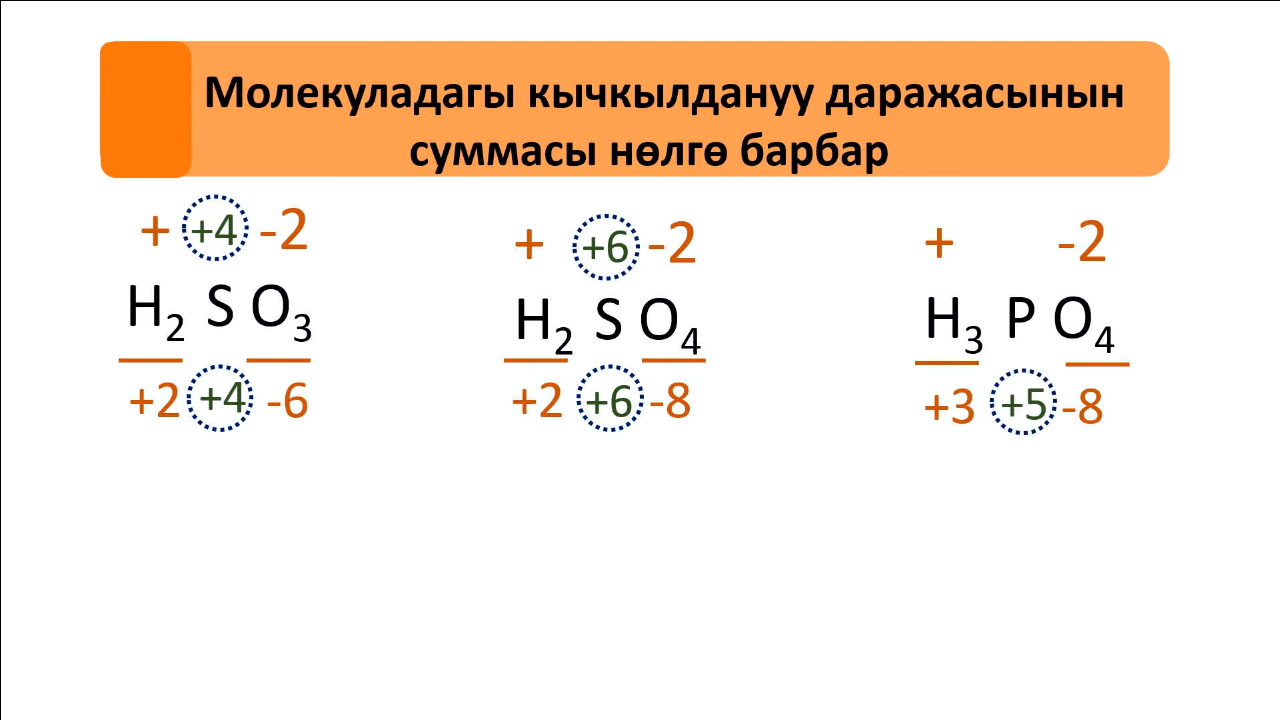 Молекуладагы кычкылдануу даражасынын
суммасы нөлгө барбар
+ +4 -2 + +6 -2 + -2
H₂ S O₃ H₂ S O₄ H₃ P O₄
+2 +4 -6 +2 +6 -8 +3 +5 -8